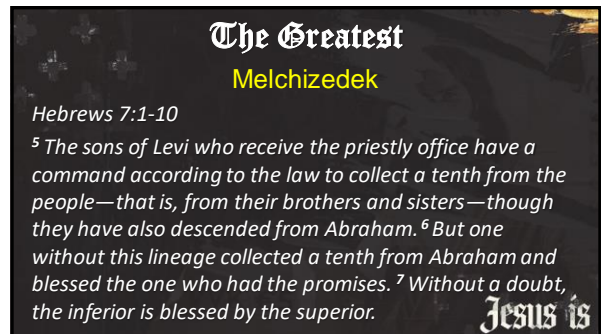 The Greatest
Melchizedek
Hebrews 7:1-10
⁵ The sons of Levi who receive the priestly office have a
command according to the law to collect a tenth from the
people—that is, from their brothers and sisters—though
they have also descended from Abraham. ⁶ But one
without this lineage collected a tenth from Abraham and
blessed the one who had the promises. ⁷ Without a doubt,
the inferior is blessed by the superior.
Jesus is